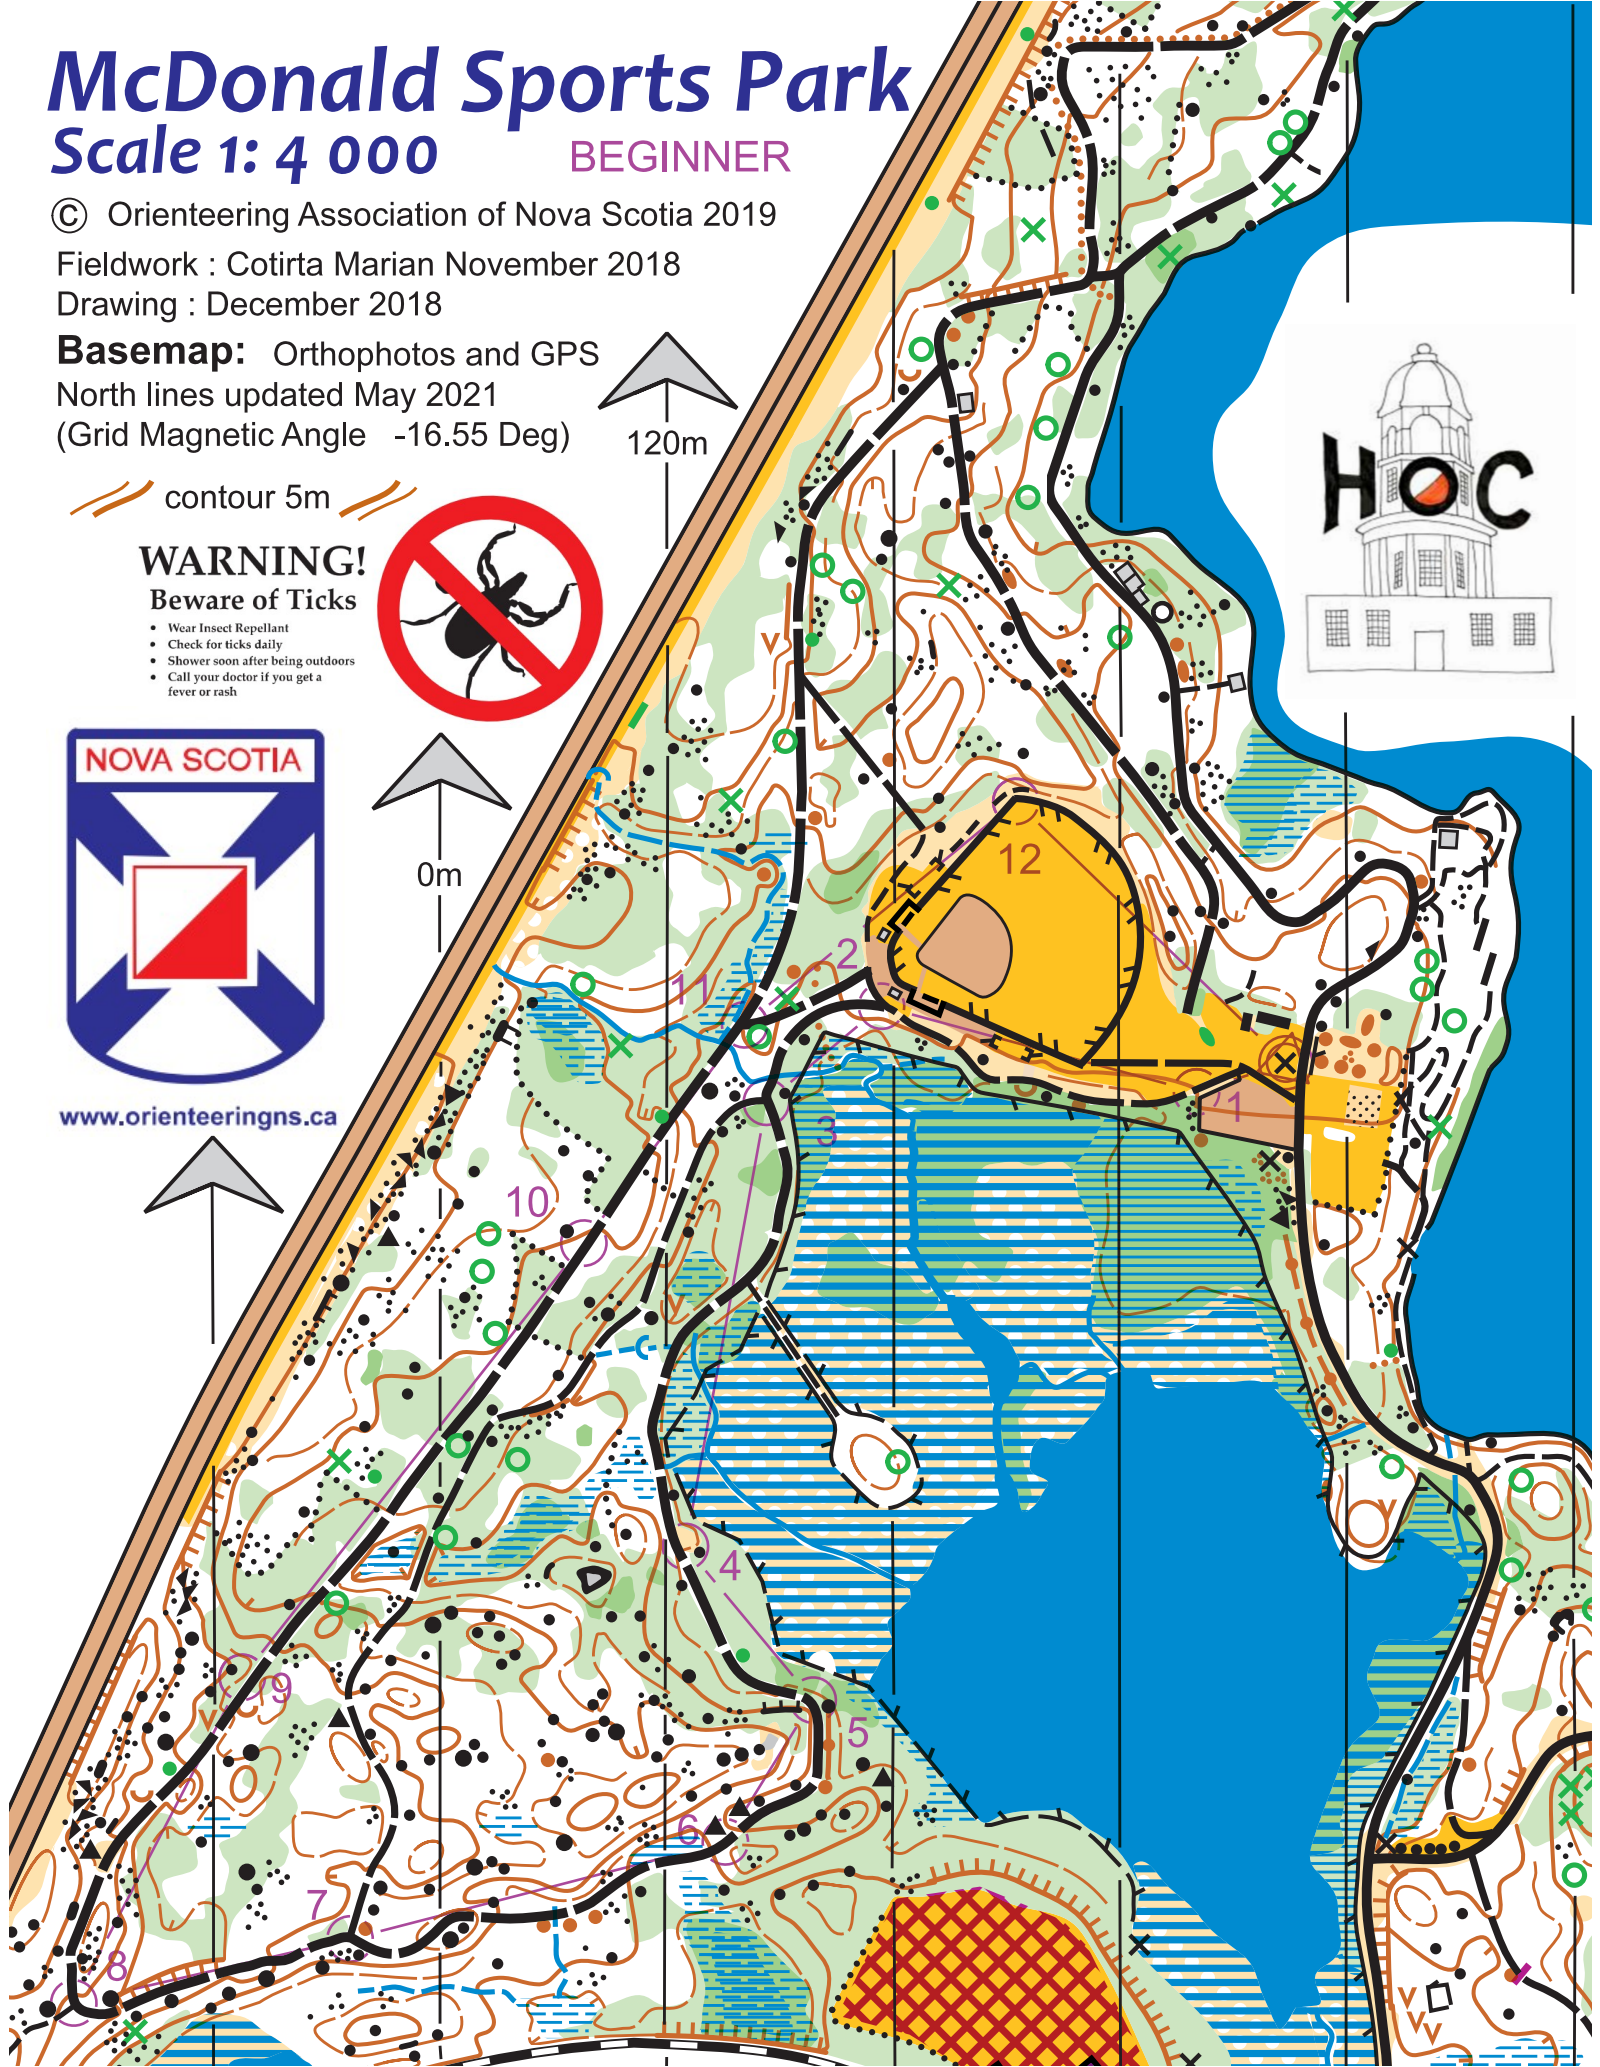 McDonald Sports Park
Scale 1: 4 000
BEGINNER
© Orienteering Association of Nova Scotia 2019
Fieldwork : Cotirta Marian November 2018
Drawing : December 2018
Basemap: Orthophotos and GPS
North lines updated May 2021
(Grid Magnetic Angle -16.55 Deg)
120m
contour 5m
WARNING!
Beware of Ticks
• Wear Insect Repellant
• Check for ticks daily
• Shower soon after being outdoors
• Call your doctor if you get a
fever or rash
HOC
NOVA SCOTIA
0m
www.orienteeringns.ca
12
2
11
1
3
10
4
9
5
6
7
8